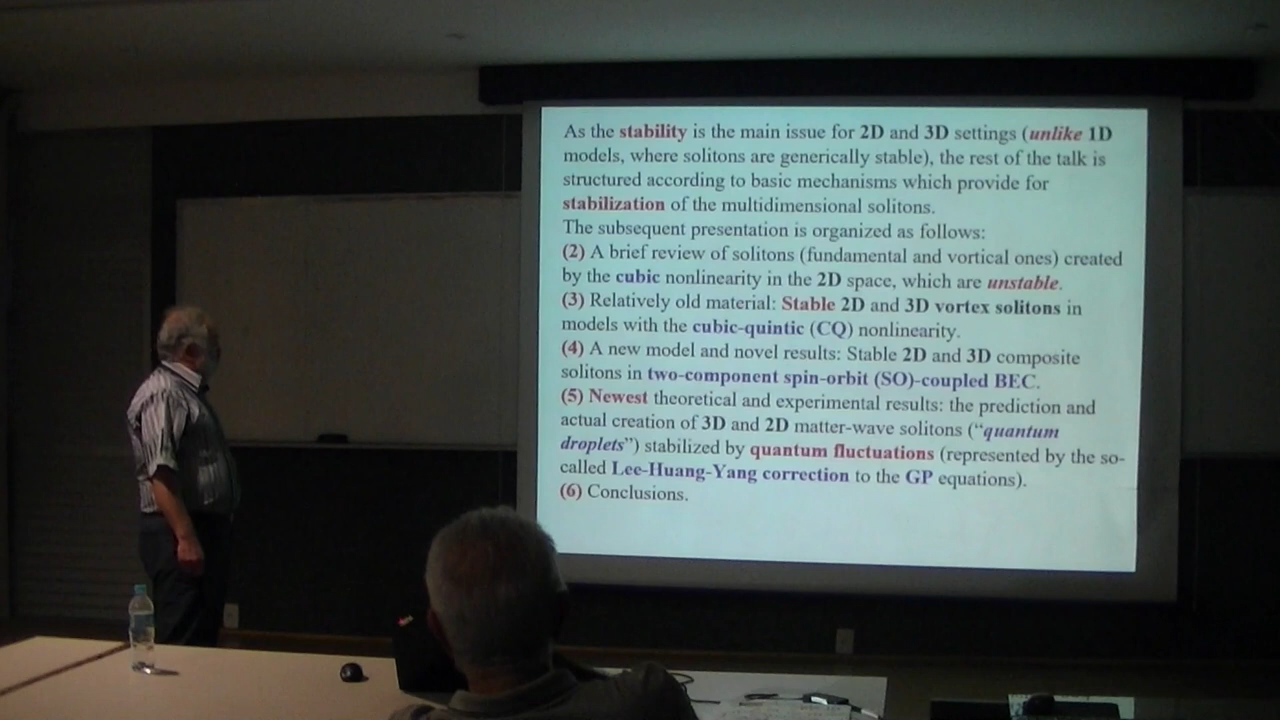 As the stability is the main issue for 2D and 3D settings (unlike 1D
models, where solitons are generically stable), the rest of the talk is
structured according to basic mechanisms which provide for
stabilization of the multidimensional solitons.
The subsequent presentation is organized as follows:
(2) A brief review of solitons (fundamental and vortical ones) created
by the cubic nonlinearity in the 2D space, which are unstable.
(3) Relatively old material: Stable 2D and 3D vortex solitons in
models with the cubic-quintic (CQ) nonlinearity.
(4) A new model and novel results: Stable 2D and 3D composite
solitons in two-component spin-orbit (SO)-coupled BEC.
(5) Newest theoretical and experimental results: the prediction and
actual creation of 3D and 2D matter-wave solitons (“quantum
droplets”) stabilized by quantum fluctuations (represented by the so-
called Lee-Huang-Yang correction to the GP equations).
(6) Conclusions.